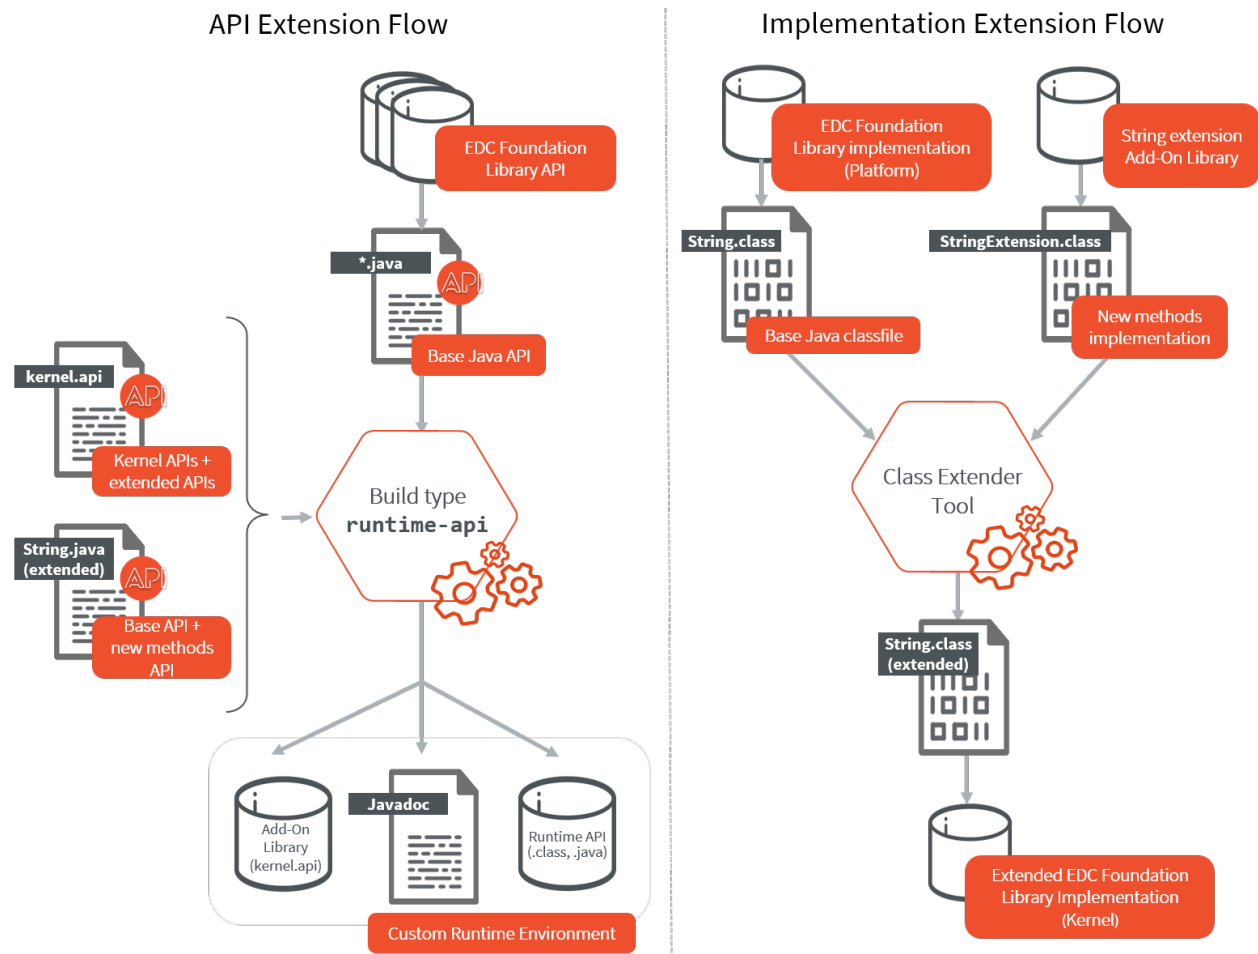 API Extension Flow
EDC Foundation
Library API
*.java
API
Base Java API
kernel.api
API
Kernel APIs +
extended APIs
String.java
(extended)
API
Base API +
new methods
API
Build type
runtime-api
Add-On
Library
(kernel.api)
Javadoc
Runtime API
(.class, .java)
Custom Runtime Environment
Implementation Extension Flow
EDC Foundation
Library implementation
(Platform)
String extension
Add-On Library
String.class
Base Java classfile
StringExtension.class
New methods
implementation
Class Extender
Tool
String.class
(extended)
Extended EDC Foundation
Library Implementation
(Kernel)